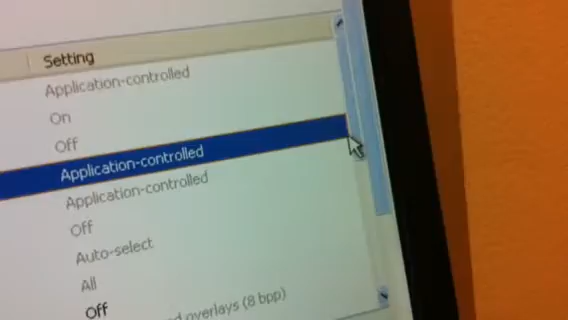 Setting
Application-controlled
On
Off
Application-controlled
Application-controlled
Off
Auto-select
All
Off
overlays (8 bpp)